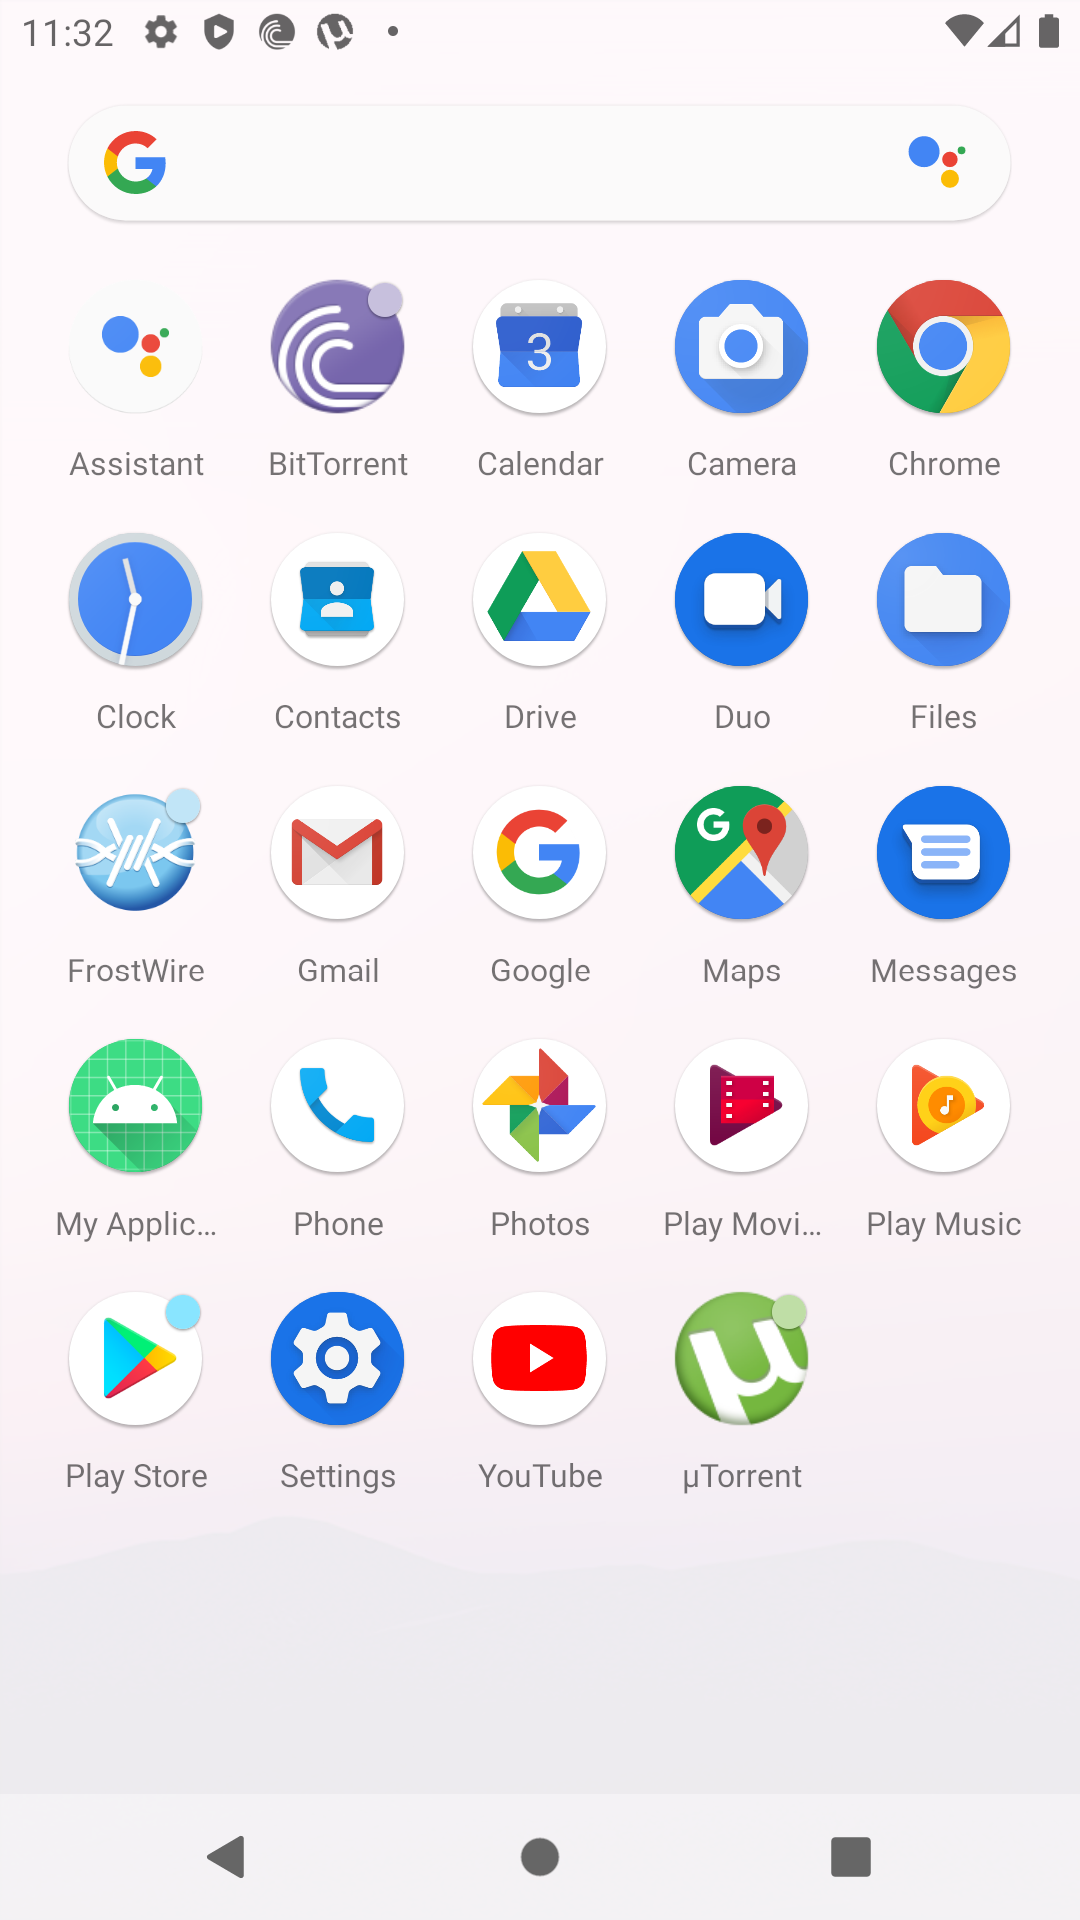 11:32
Assistant BitTorrent Calendar Camera Chrome
3
Clock Contacts Drive Duo Files
FrostWire Gmail Google Maps Messages
My Applic... Phone Photos Play Movi... Play Music
Play Store Settings YouTube µTorrent